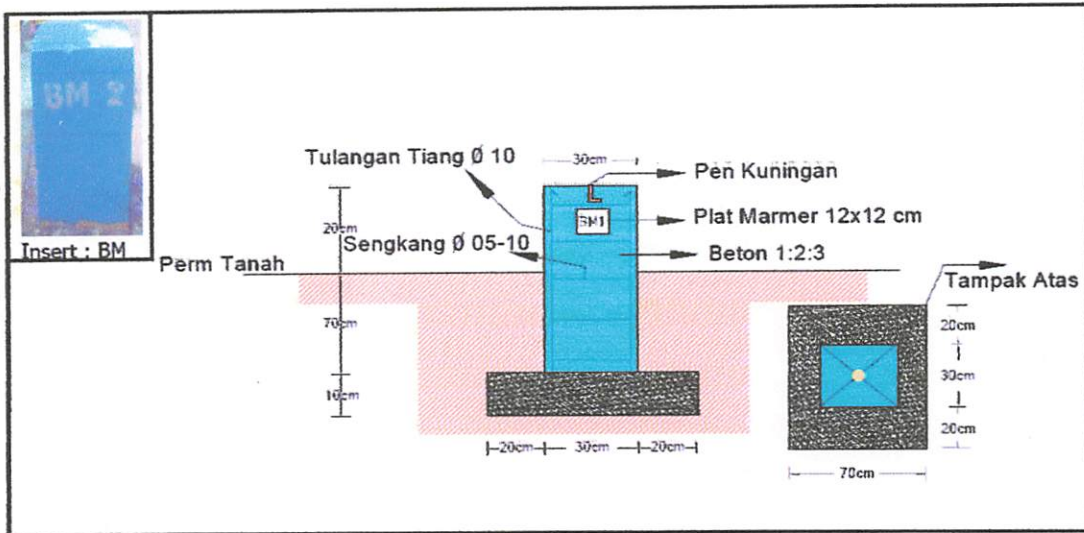 BM 2
Insert : BM
Tulangan Tiang Ø 10
30cm
Pen Kuningan
BM1
Plat Marmer 12x12 cm
20cm
Sengkang Ø 05-10
Beton 1:2:3
Perm Tanah
Tampak Atas
70cm
20cm
30cm
20cm
10cm
20cm
30cm
20cm
70cm